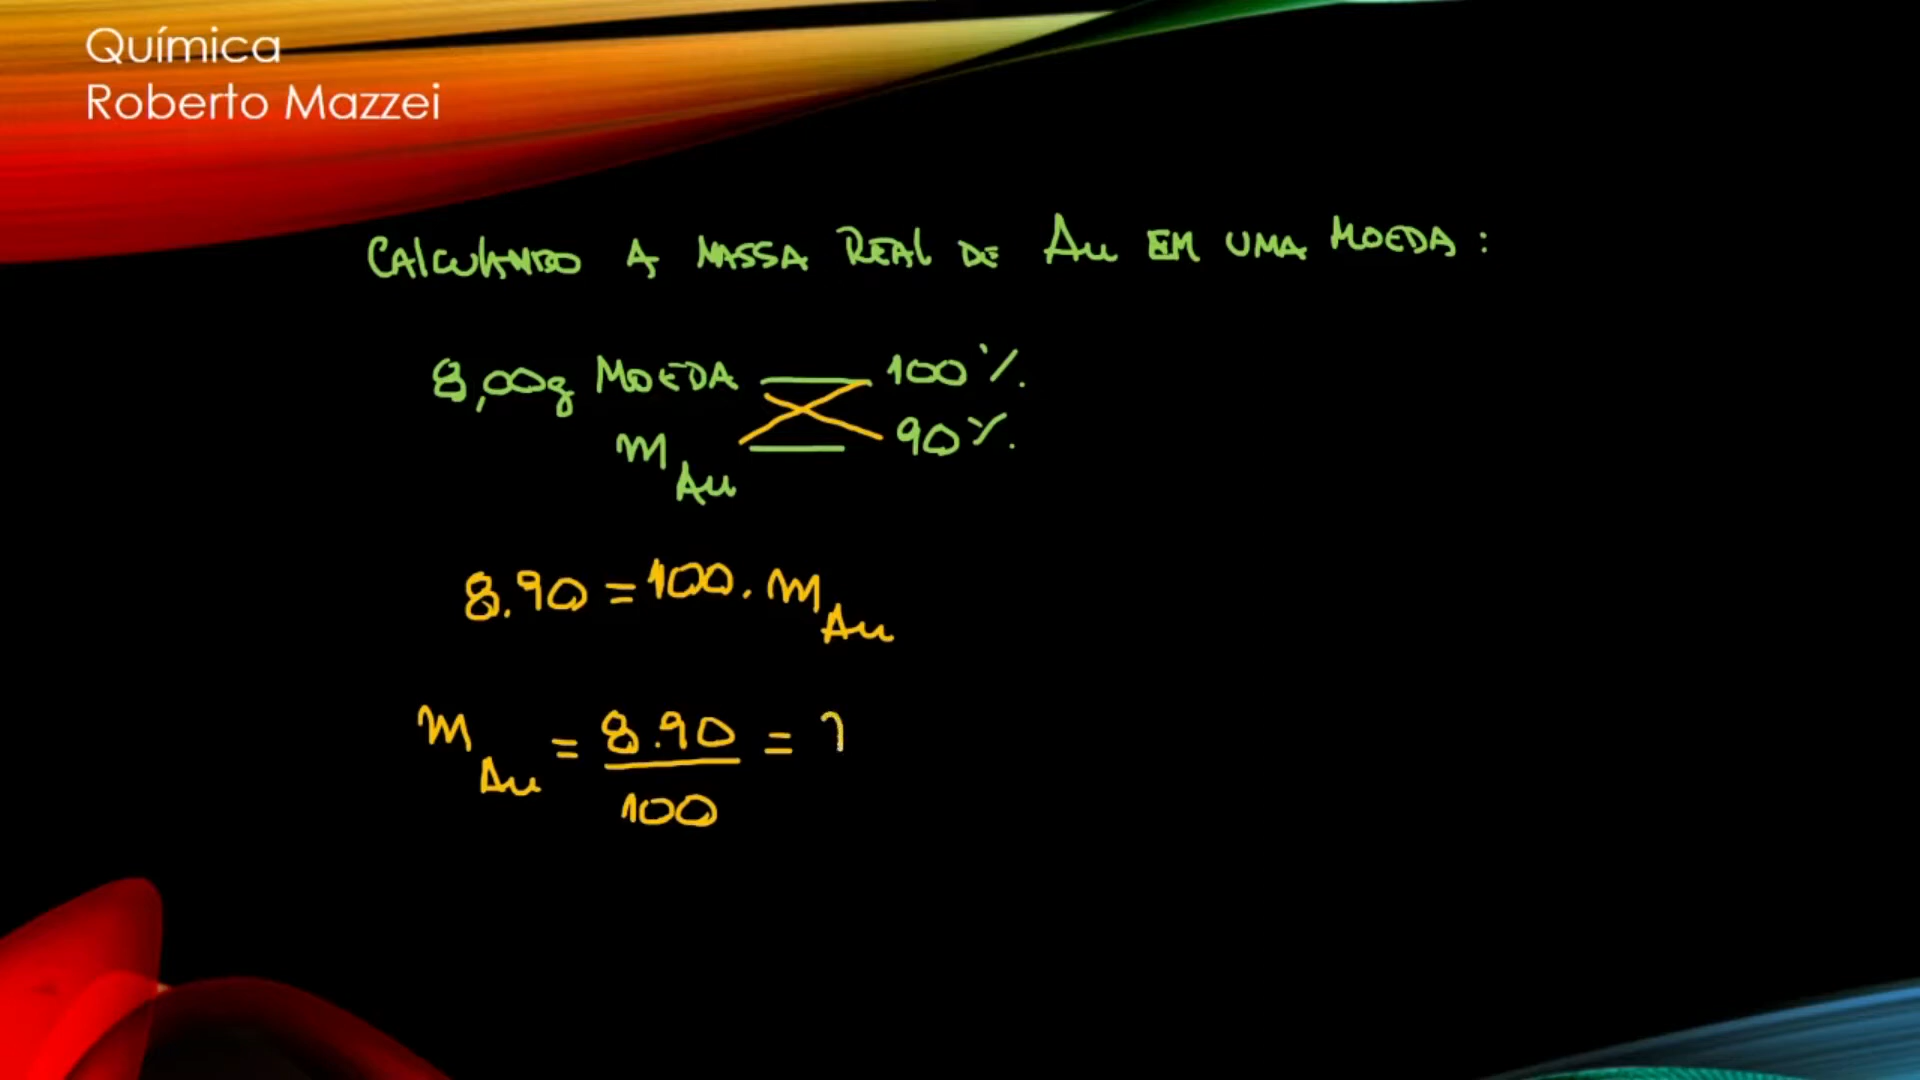 Química
Roberto Mazzei
CALCULANDO A MASSA REAL DE Au EM UMA MOEDA:
8,00g MOEDA 100%
m Au 90%
8.90 = 100. m Au
m Au = 8.90 / 100 = 7